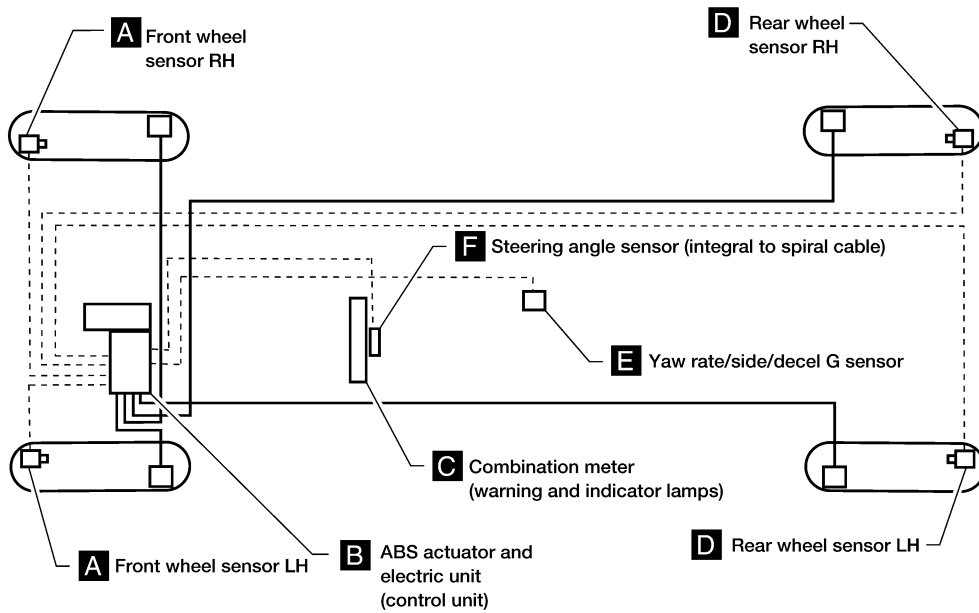 A Front wheel
sensor RH
D Rear wheel
sensor RH
F Steering angle sensor (integral to spiral cable)
E Yaw rate/side/decel G sensor
C Combination meter
(warning and indicator lamps)
A Front wheel sensor LH
B ABS actuator and
electric unit
(control unit)
D Rear wheel sensor LH